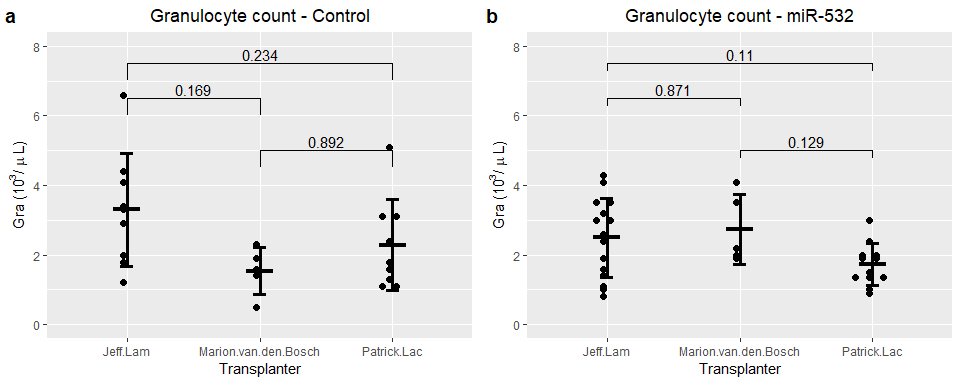 a
Granulocyte count - Control
8
6
4
2
0
Gra (10³/ μ L)
0.234
0.169
0.892
Jeff.Lam
Marion.van.den.Bosch
Patrick.Lac
Transplanter
b
Granulocyte count - miR-532
8
6
4
2
0
Gra (10³/ μ L)
0.11
0.871
0.129
Jeff.Lam
Marion.van.den.Bosch
Patrick.Lac
Transplanter